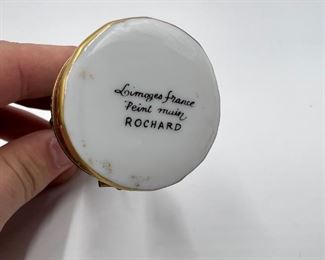 Limoges france
Peint main
ROCHARD